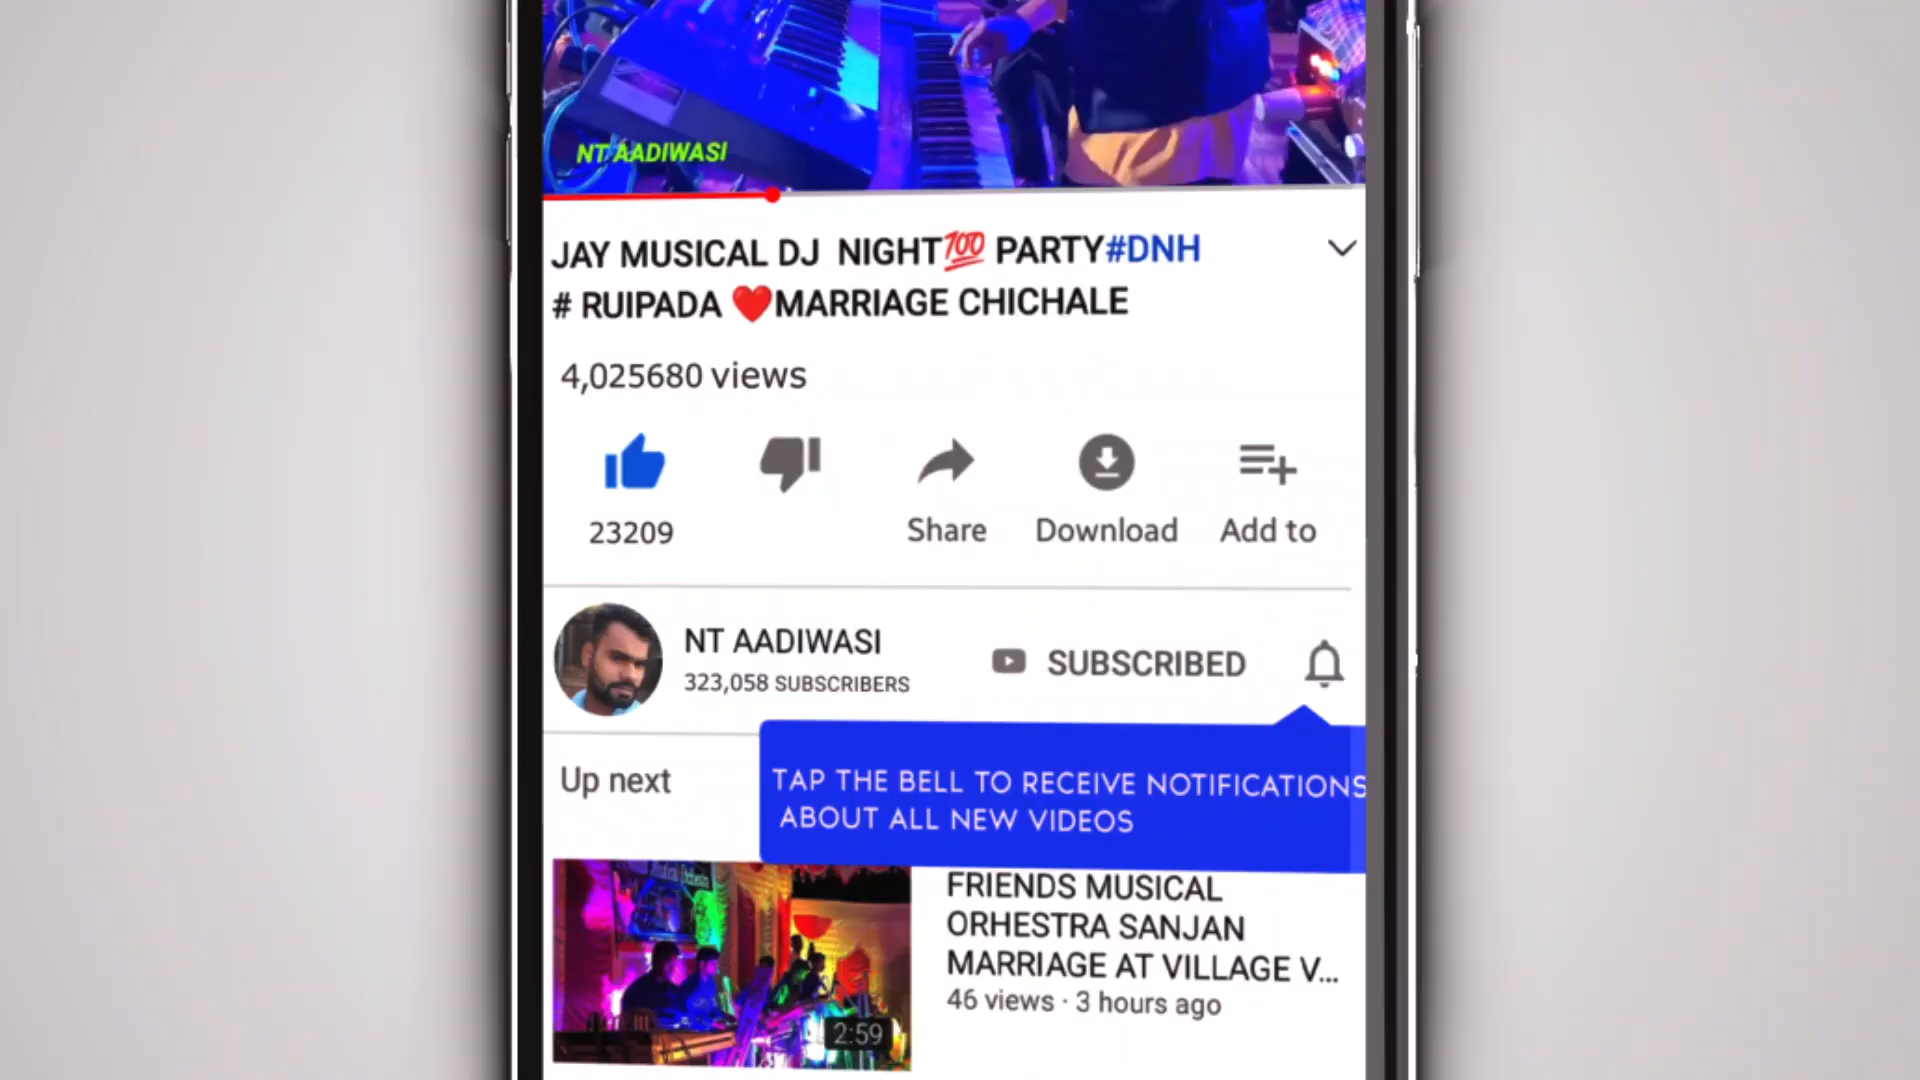 NT AADIWASI
JAY MUSICAL DJ NIGHT💯 PARTY#DNH
# RUIPADA ❤️MARRIAGE CHICHALE
4,025680 views
23209
Share
Download
Add to
NT AADIWASI
323,058 SUBSCRIBERS
SUBSCRIBED
TAP THE BELL TO RECEIVE NOTIFICATIONS
ABOUT ALL NEW VIDEOS
Up next
FRIENDS MUSICAL
ORHESTRA SANJAN
MARRIAGE AT VILLAGE V...
46 views · 3 hours ago
2:59